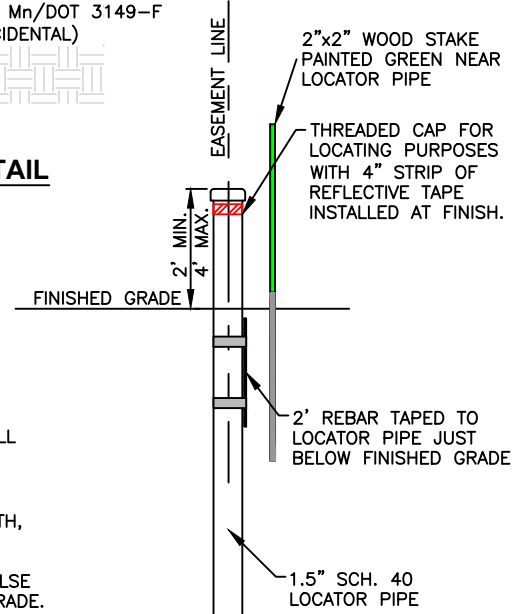 Mn/DOT 3149-F
CIDENTAL)
TAIL
EASEMENT LINE
2"x2" WOOD STAKE
PAINTED GREEN NEAR
LOCATOR PIPE
THREADED CAP FOR
LOCATING PURPOSES
WITH 4" STRIP OF
REFLECTIVE TAPE
INSTALLED AT FINISH.
2' MIN.
4' MAX.
FINISHED GRADE
2' REBAR TAPED TO
LOCATOR PIPE JUST
BELOW FINISHED GRADE
LL
TH,
LSE
RADE.
1.5" SCH. 40
LOCATOR PIPE